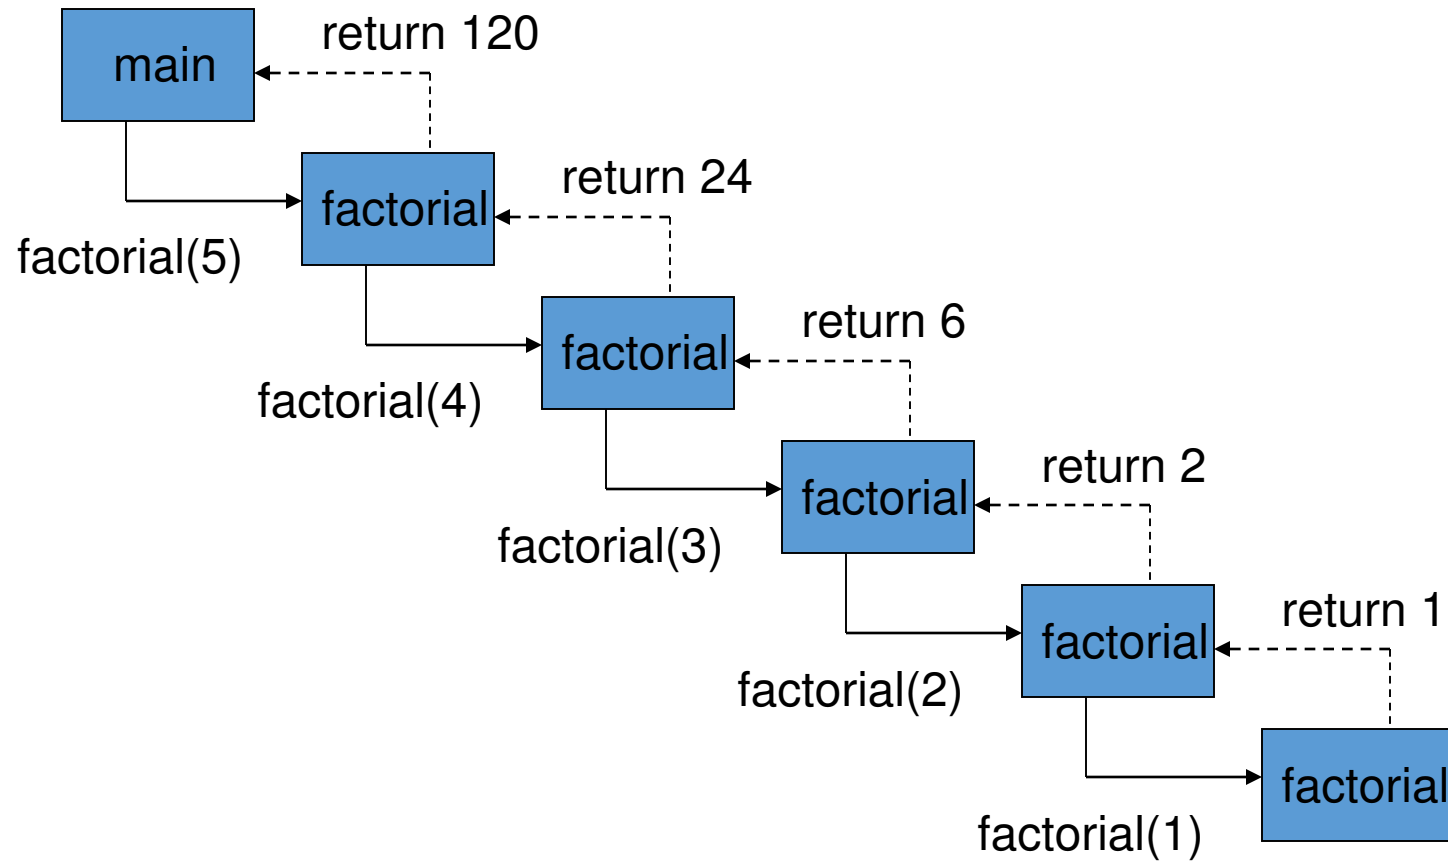 return 120
main
return 24
factorial
factorial(5)
return 6
factorial
factorial(4)
return 2
factorial
factorial(3)
return 1
factorial
factorial(2)
factorial
factorial(1)